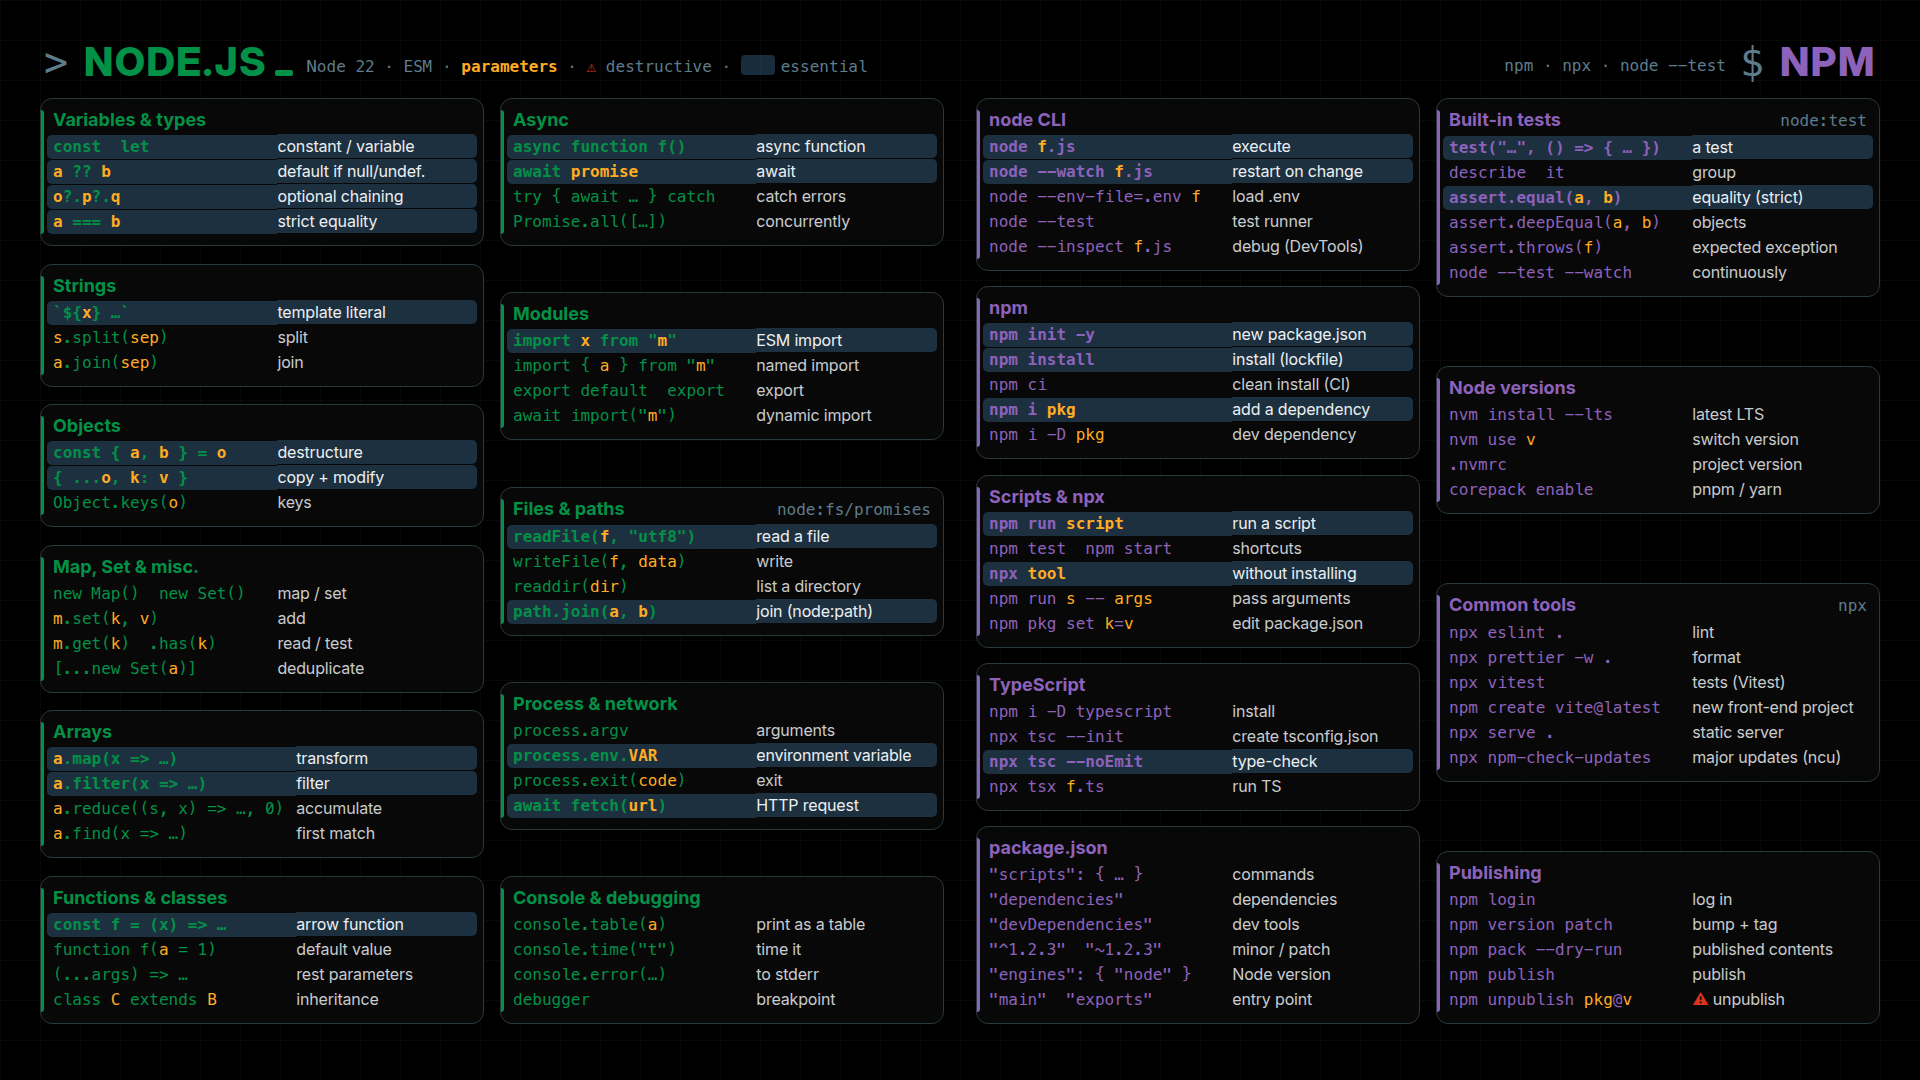 > NODE.JS_ Node 22 · ESM · parameters · ⚠ destructive · essential
npm · npx · node --test $ NPM
Variables & types
const  let constant / variable
a ?? b default if null/undef.
o?.p?.q optional chaining
a === b strict equality
Strings
`${x} …` template literal
s.split(sep) split
a.join(sep) join
Objects
const { a, b } = o destructure
{ ...o, k: v } copy + modify
Object.keys(o) keys
Map, Set & misc.
new Map()  new Set() map / set
m.set(k, v) add
m.get(k)  .has(k) read / test
[...new Set(a)] deduplicate
Arrays
a.map(x => …) transform
a.filter(x => …) filter
a.reduce((s, x) => …, 0) accumulate
a.find(x => …) first match
Functions & classes
const f = (x) => … arrow function
function f(a = 1) default value
(...args) => … rest parameters
class C extends B inheritance
Async
async function f() async function
await promise await
try { await … } catch catch errors
Promise.all([…]) concurrently
Modules
import x from "m" ESM import
import { a } from "m" named import
export default  export export
await import("m") dynamic import
Files & paths node:fs/promises
readFile(f, "utf8") read a file
writeFile(f, data) write
readdir(dir) list a directory
path.join(a, b) join (node:path)
Process & network
process.argv arguments
process.env.VAR environment variable
process.exit(code) exit
await fetch(url) HTTP request
Console & debugging
console.table(a) print as a table
console.time("t") time it
console.error(…) to stderr
debugger breakpoint
node CLI
node f.js execute
node --watch f.js restart on change
node --env-file=.env f load .env
node --test test runner
node --inspect f.js debug (DevTools)
npm
npm init -y new package.json
npm install install (lockfile)
npm ci clean install (CI)
npm i pkg add a dependency
npm i -D pkg dev dependency
Scripts & npx
npm run script run a script
npm test  npm start shortcuts
npx tool without installing
npm run s -- args pass arguments
npm pkg set k=v edit package.json
TypeScript
npm i -D typescript install
npx tsc --init create tsconfig.json
npx tsc --noEmit type-check
npx tsx f.ts run TS
package.json
"scripts": { … } commands
"dependencies" dependencies
"devDependencies" dev tools
"^1.2.3"  "~1.2.3" minor / patch
"engines": { "node" } Node version
"main"  "exports" entry point
Built-in tests node:test
test("…", () => { … }) a test
describe  it group
assert.equal(a, b) equality (strict)
assert.deepEqual(a, b) objects
assert.throws(f) expected exception
node --test --watch continuously
Node versions
nvm install --lts latest LTS
nvm use v switch version
.nvmrc project version
corepack enable pnpm / yarn
Common tools npx
npx eslint . lint
npx prettier -w . format
npx vitest tests (Vitest)
npm create vite@latest new front-end project
npx serve . static server
npx npm-check-updates major updates (ncu)
Publishing
npm login log in
npm version patch bump + tag
npm pack --dry-run published contents
npm publish publish
npm unpublish pkg@v ⚠ unpublish